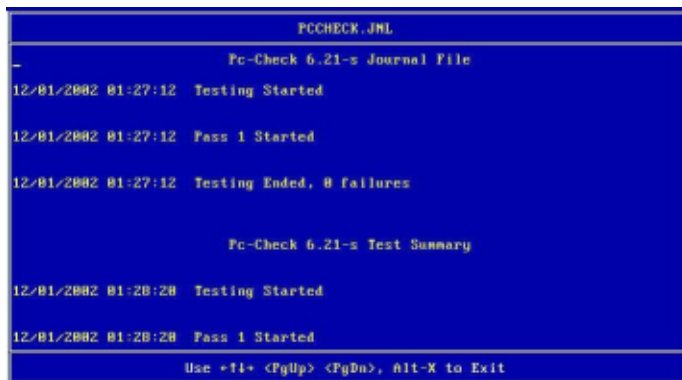 PCCHECK.JNL
Pc-Check 6.21-s Journal File
12/01/2002 01:27:12 Testing Started
12/01/2002 01:27:12 Pass 1 Started
12/01/2002 01:27:12 Testing Ended, 0 failures
Pc-Check 6.21-s Test Summary
12/01/2002 01:28:20 Testing Started
12/01/2002 01:28:20 Pass 1 Started
Use ←↑↓→ <PgUp> <PgDn>, Alt-X to Exit